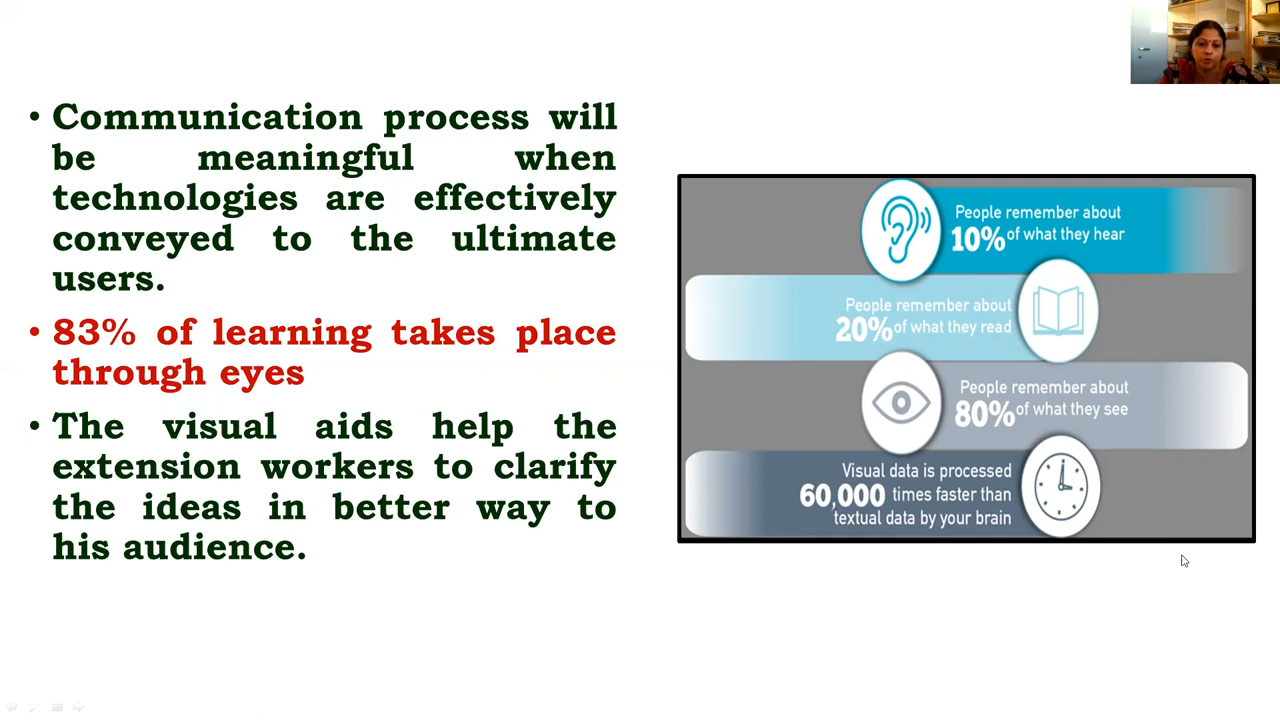 • Communication process will
be meaningful when
technologies are effectively
conveyed to the ultimate
users.
• 83% of learning takes place
through eyes
• The visual aids help the
extension workers to clarify
the ideas in better way to
his audience.
People remember about
10% of what they hear
People remember about
20% of what they read
People remember about
80% of what they see
Visual data is processed
60,000 times faster than
textual data by your brain